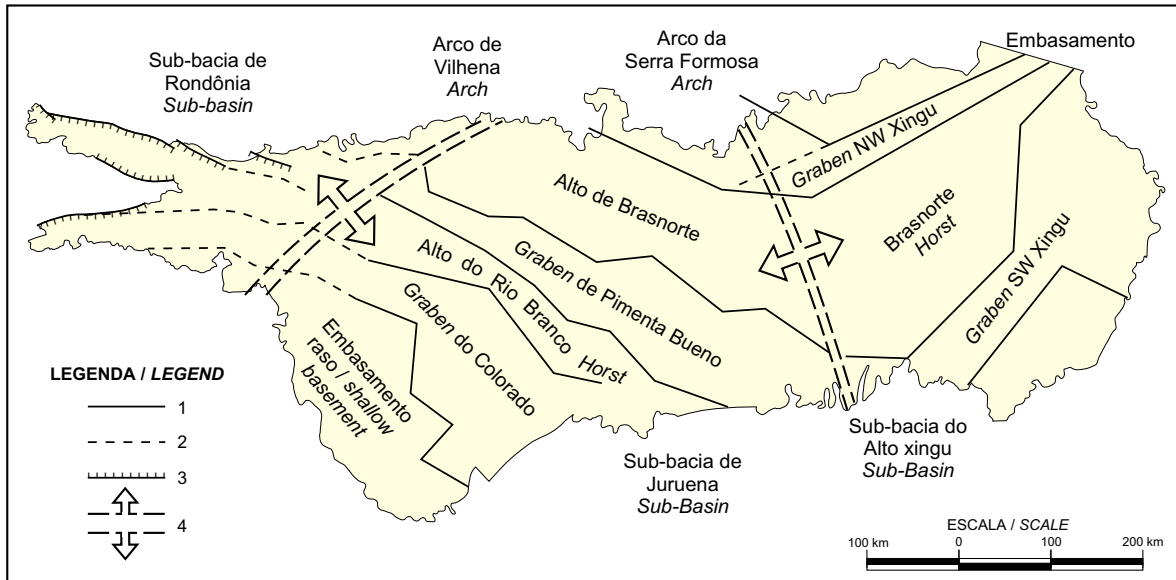 Sub-bacia de
Rondônia
Sub-basin
Arco de
Vilhena
Arch
Arco da
Serra Formosa
Arch
Embasamento
Graben NW Xingu
Alto de Brasnorte
Brasnorte
Horst
Graben SW Xingu
Graben de Pimenta Bueno
Alto do Rio Branco Horst
Graben do Colorado
Embasamento
raso / shallow
basement
Sub-bacia de
Juruena
Sub-Basin
Sub-bacia do
Alto xingu
Sub-Basin
LEGENDA / LEGEND
1
2
3
4
ESCALA / SCALE
100 km 0 100 200 km